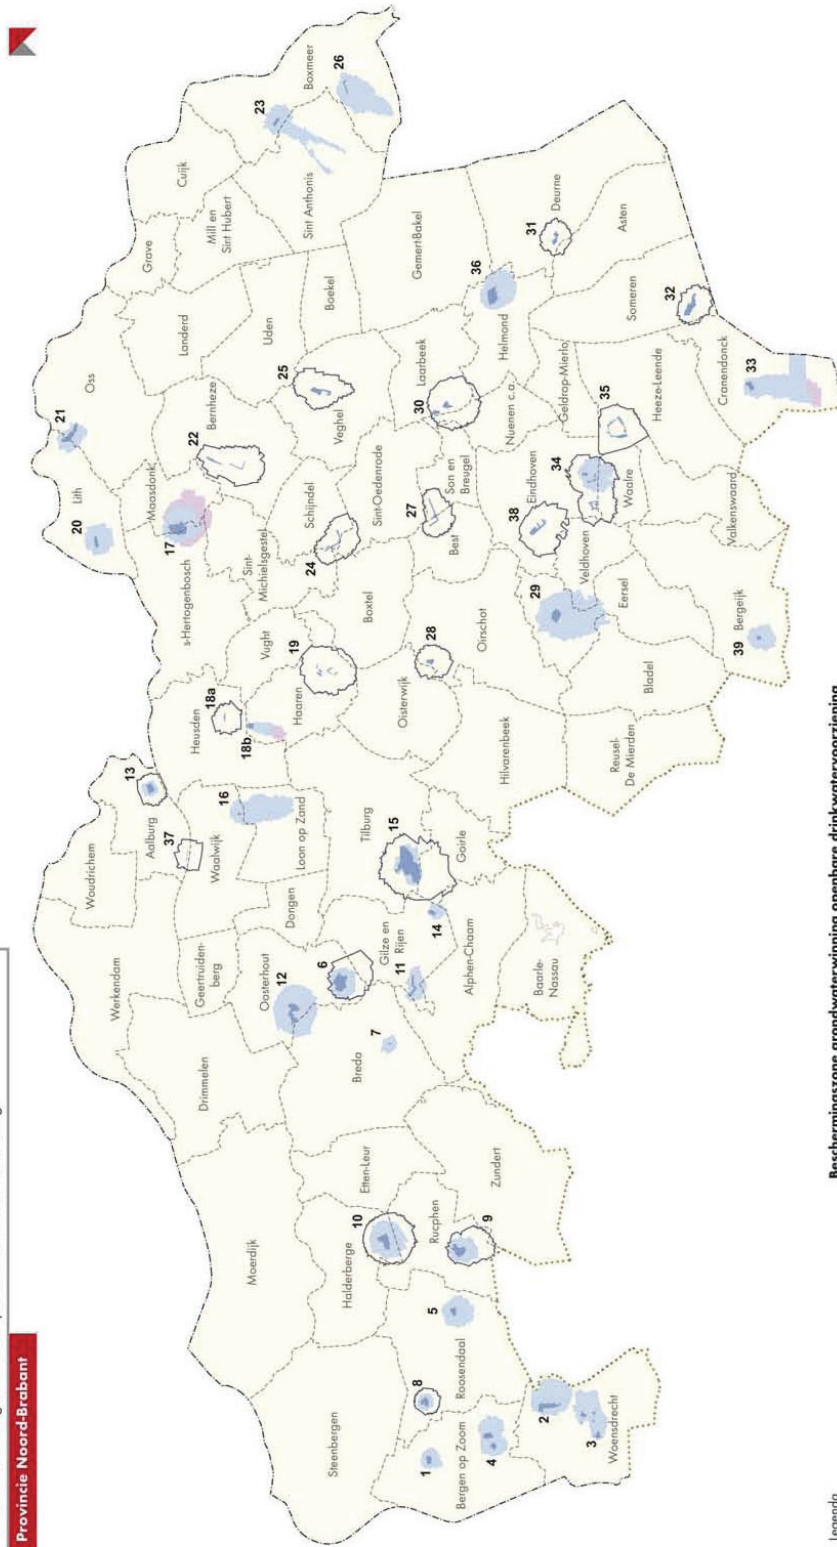 Provincie Noord-Brabant
Woudrichem
Werkendam
Aalburg
13
37
Waalwijk
Geertruiden-
berg
Drimmelen
Moerdijk
Steenbergen
Heusden
18a
18b
16
Loon op Zand
Dongen
Oosterhout
12
6
Etten-Leur
Halderberge
10
Haaren
19
Vught
's-Hertogenbosch
17
Maasdonk
Lith
20
21
Oss
22
Bernheze
Landerd
Grave
Cuijk
Mill en
Sint Hubert
Uden
Boekel
Sint Anthonis
23
Boxmeer
26
25
Veghel
Schijndel
24
Sint-
Michielsgestel
Sint-Oedenrode
Boxtel
Tilburg
15
Gilze en
Rijen
11
14
7
Breda
Rucphen
9
5
Roosendaal
8
1
Bergen op Zoom
4
2
3
Woensdrecht
Zundert
Alphen-Chaam
Baarle-
Nassau
Goirle
Oisterwijk
28
Hilvarenbeek
Oirschot
27
Best
Son en
Breugel
30
Laarbeek
Gemert-Bakel
36
Helmond
Nuenen c.a.
Eindhoven
38
29
Veldhoven
34
Waalre
35
Geldrop-Mierlo
Heeze-Leende
31
Deurne
Asten
Someren
32
Cranendonck
33
Valkenswaard
Eersel
Bergeijk
39
Bladel
Reusel-
De Mierden
Legenda
Beschermingszone grondwaterwinning openbare drinkwatervoorziening